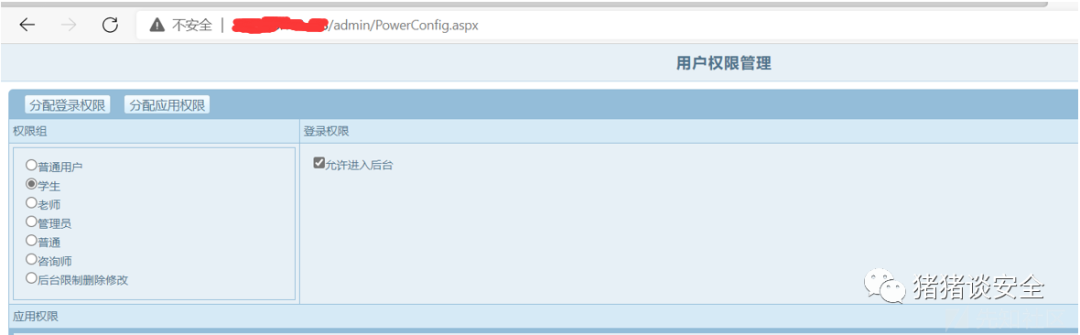 不安全 | /admin/PowerConfig.aspx
用户权限管理
分配登录权限 分配应用权限
权限组 登录权限
普通用户 允许进入后台
学生
老师
管理员
普通
咨询师
后台限制删除修改
猪猪谈安全
应用权限